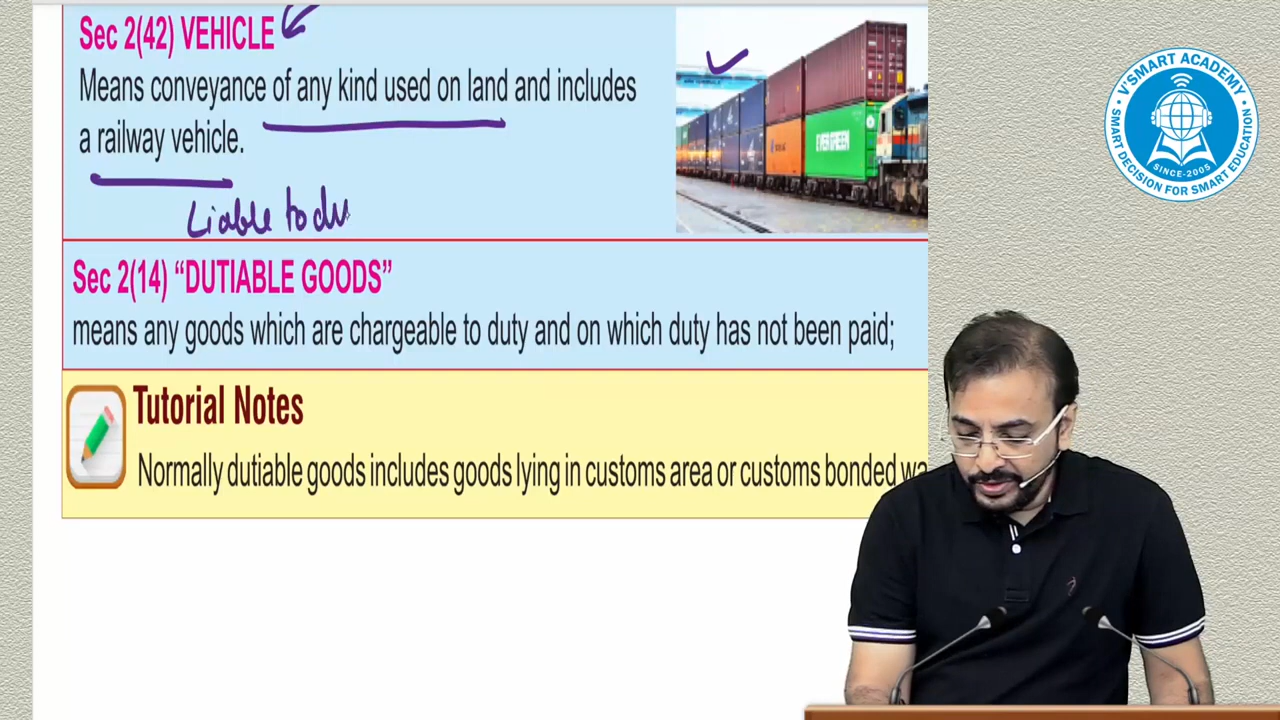 Sec 2(42) VEHICLE
Means conveyance of any kind used on land and includes
a railway vehicle.
Liable to du
Sec 2(14) “DUTIABLE GOODS”
means any goods which are chargeable to duty and on which duty has not been paid;
Tutorial Notes
Normally dutiable goods includes goods lying in customs area or customs bonded wa
EVERGREEN
• VSMART ACADEMY •
SINCE-2005
SMART DECISION FOR SMART EDUCATION